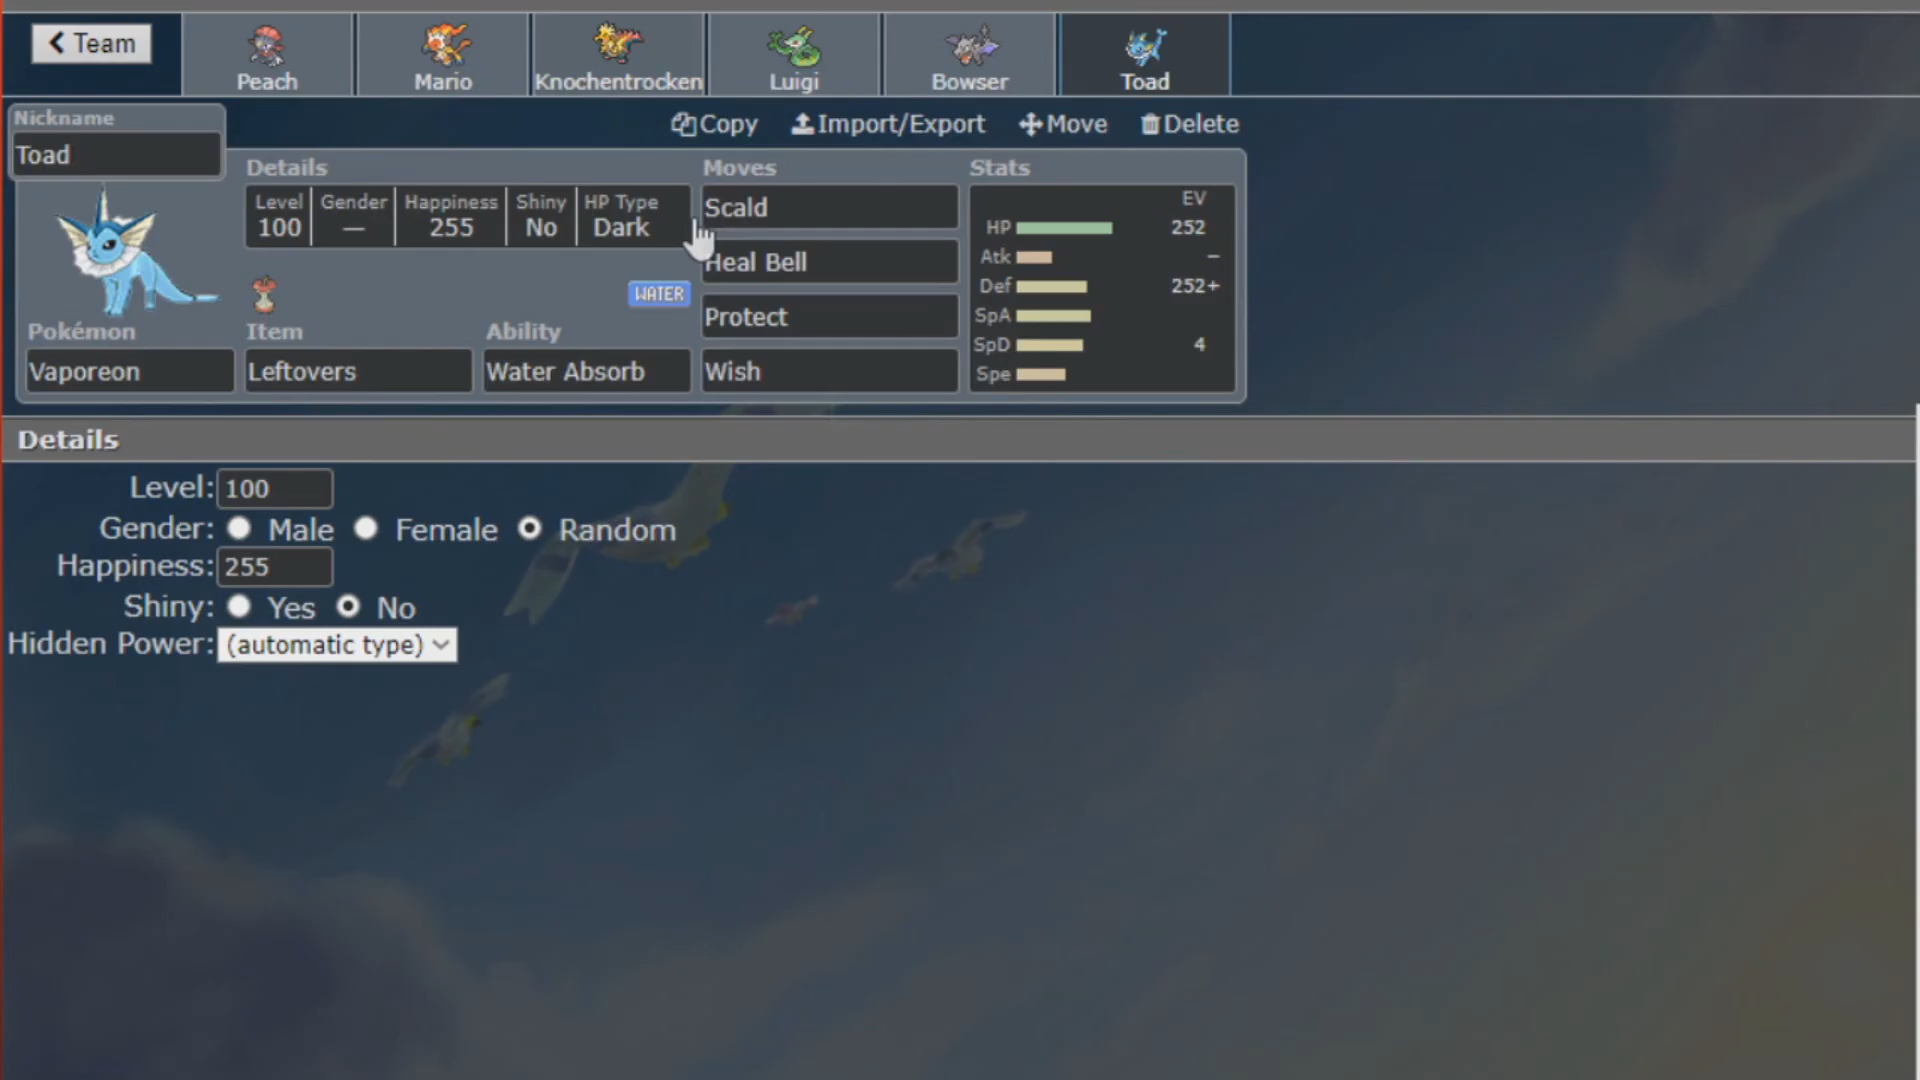 Team
Peach
Mario
Knochentrocken
Luigi
Bowser
Toad
Nickname
Toad
Copy
Import/Export
Move
Delete
Details
Level Gender Happiness Shiny HP Type
100 — 255 No Dark
WATER
Pokémon Item Ability
Vaporeon Leftovers Water Absorb
Moves
Scald
Heal Bell
Protect
Wish
Stats
EV
HP 252
Atk –
Def 252+
SpA
SpD 4
Spe
Details
Level: 100
Gender: Male Female Random
Happiness: 255
Shiny: Yes No
Hidden Power: (automatic type)